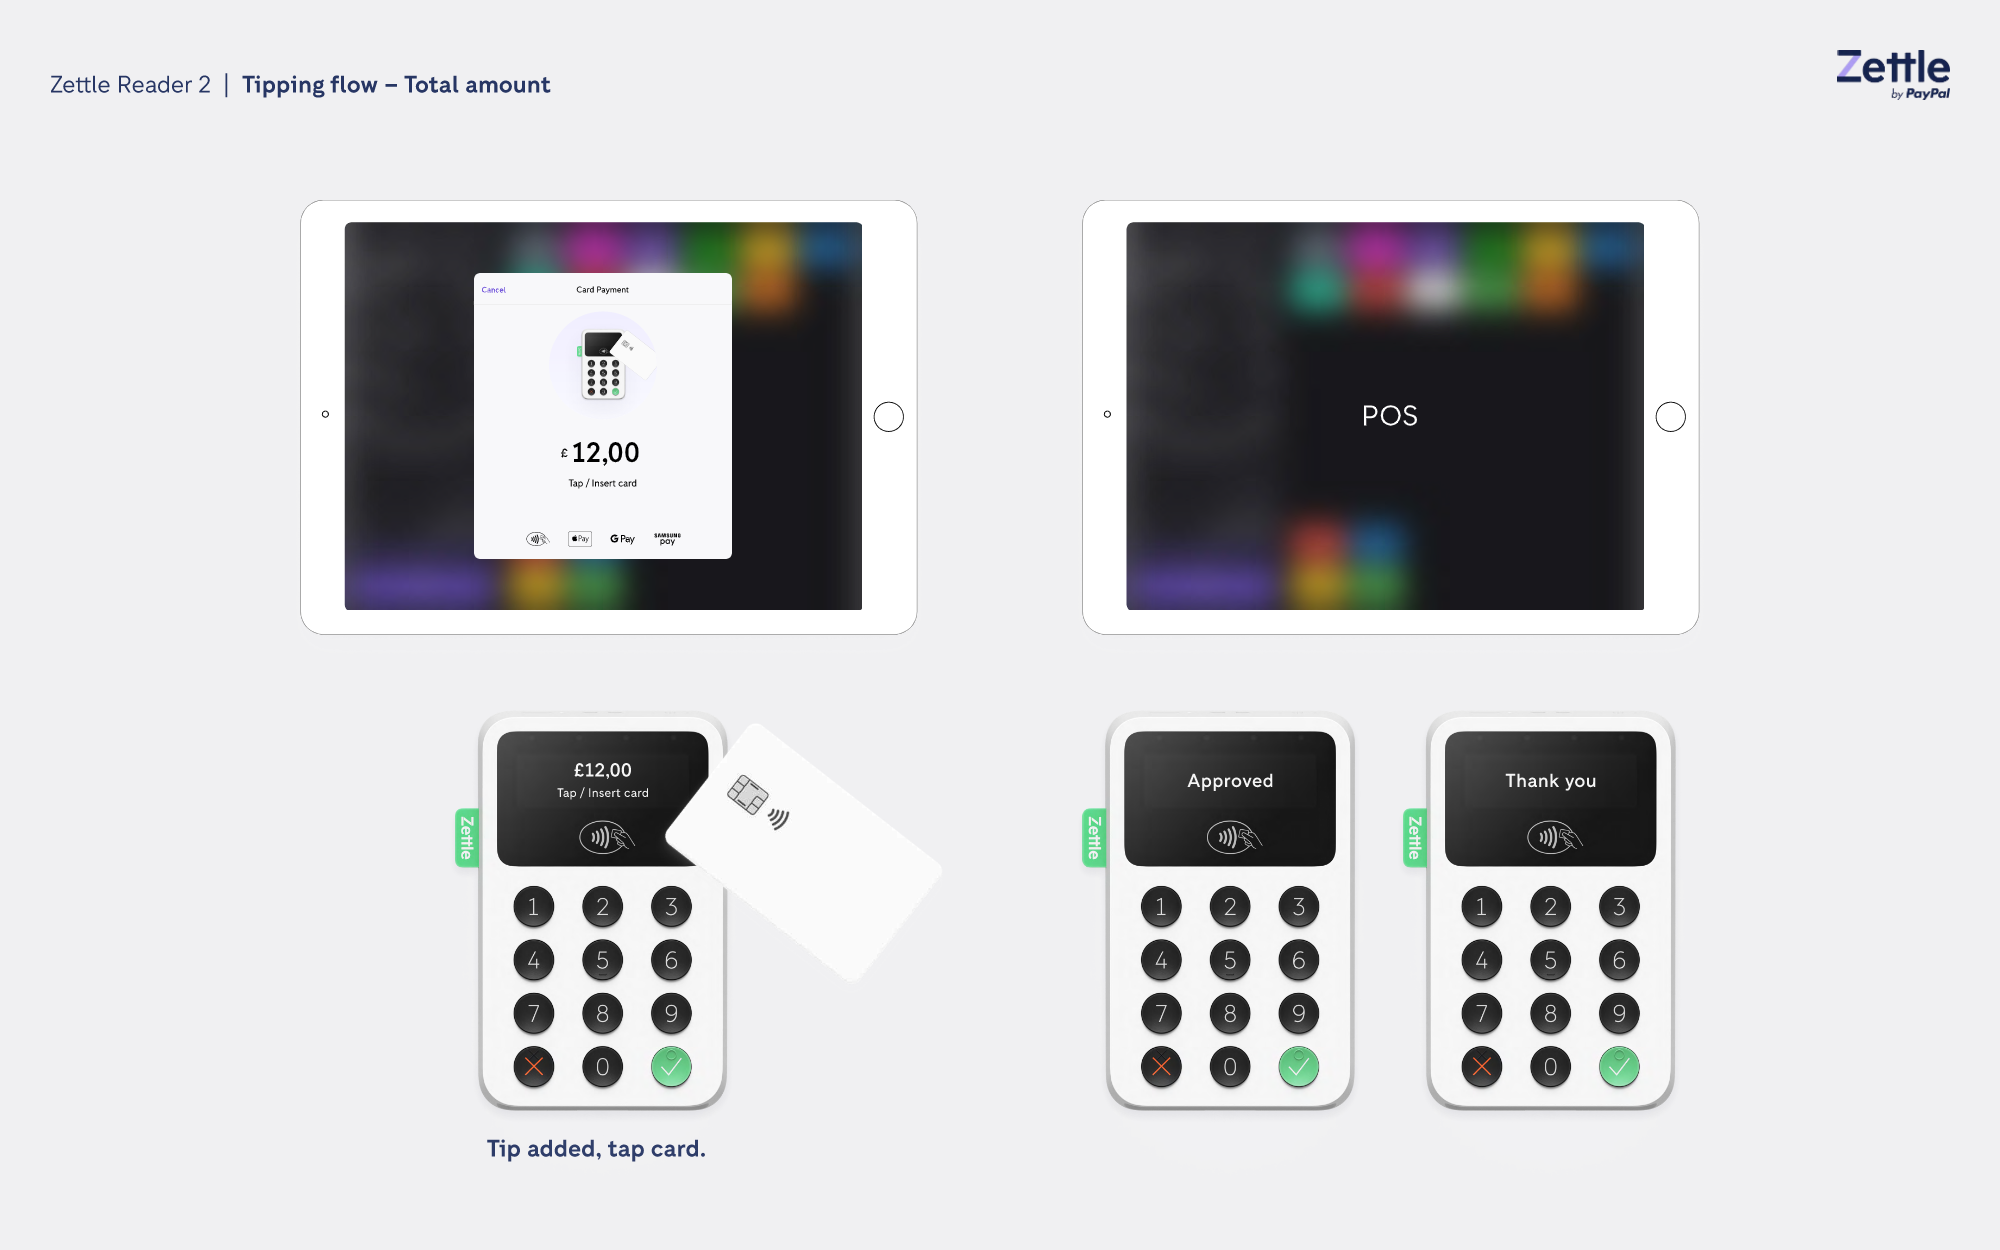 Zettle Reader 2 | Tipping flow – Total amount
Zettle
by PayPal
Cancel
Card Payment
£ 12,00
Tap / Insert card
Pay
G Pay
SAMSUNG
pay
POS
£12,00
Tap / Insert card
Zettle
1 2 3
4 5 6
7 8 9
0
Tip added, tap card.
Approved
Zettle
1 2 3
4 5 6
7 8 9
0
Thank you
Zettle
1 2 3
4 5 6
7 8 9
0